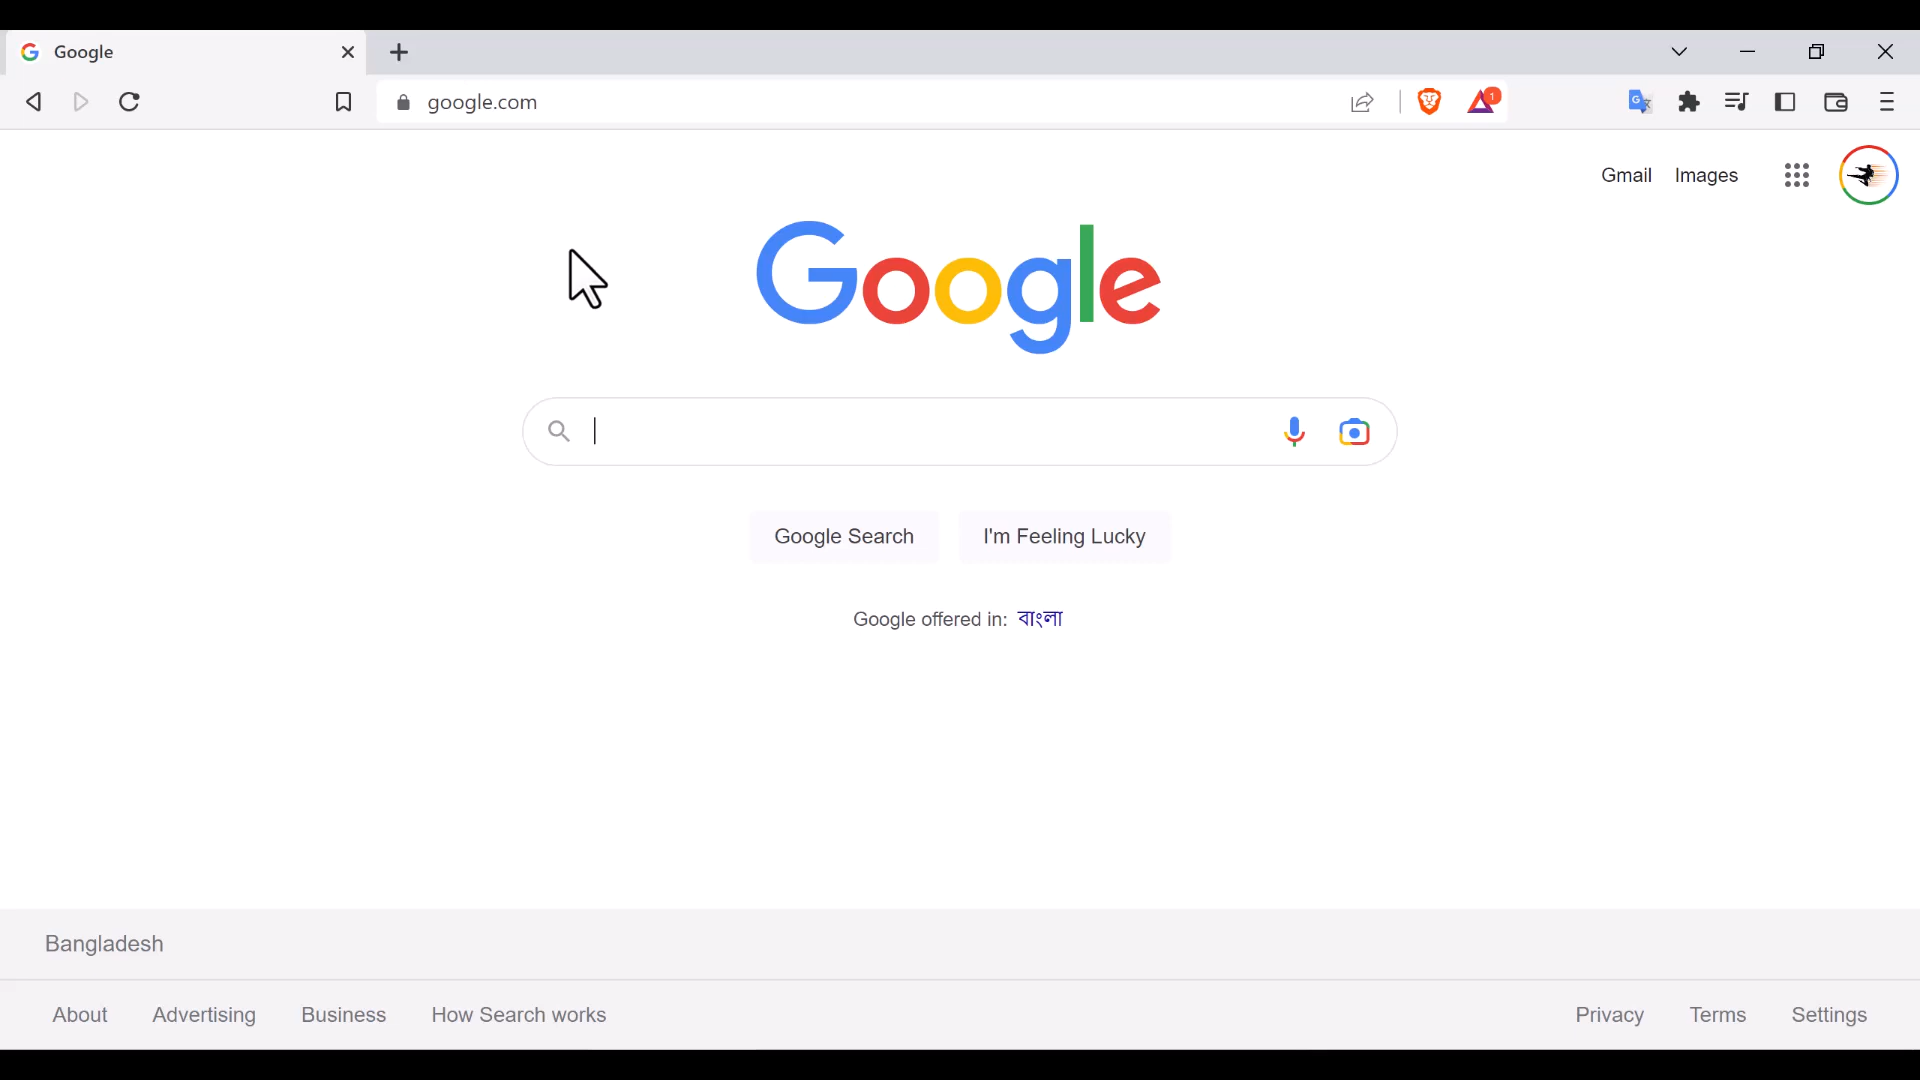 Google
google.com
1
Gmail Images
Google
Google Search I'm Feeling Lucky
Google offered in: বাংলা
Bangladesh
About Advertising Business How Search works Privacy Terms Settings